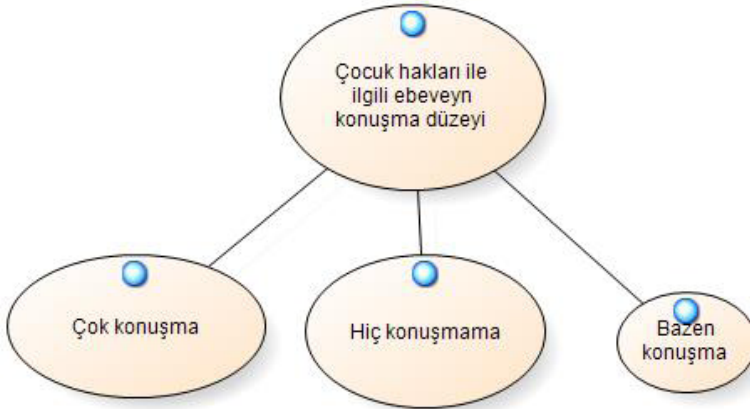 Çocuk hakları ile
ilgili ebeveyn
konuşma düzeyi
Çok konuşma
Hiç konuşmama
Bazen
konuşma